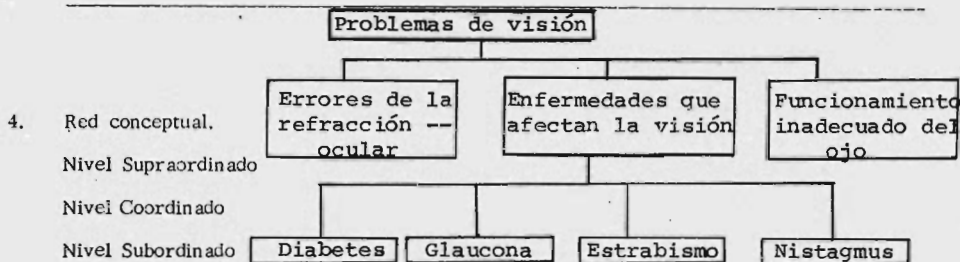 Problemas de visión
Errores de la
refracción --
ocular
Enfermedades que
afectan la visión
Funcionamiento
inadecuado del
ojo
4. Red conceptual.
Nivel Supraordinado
Nivel Coordinado
Nivel Subordinado
Diabetes
Glaucona
Estrabismo
Nistagmus